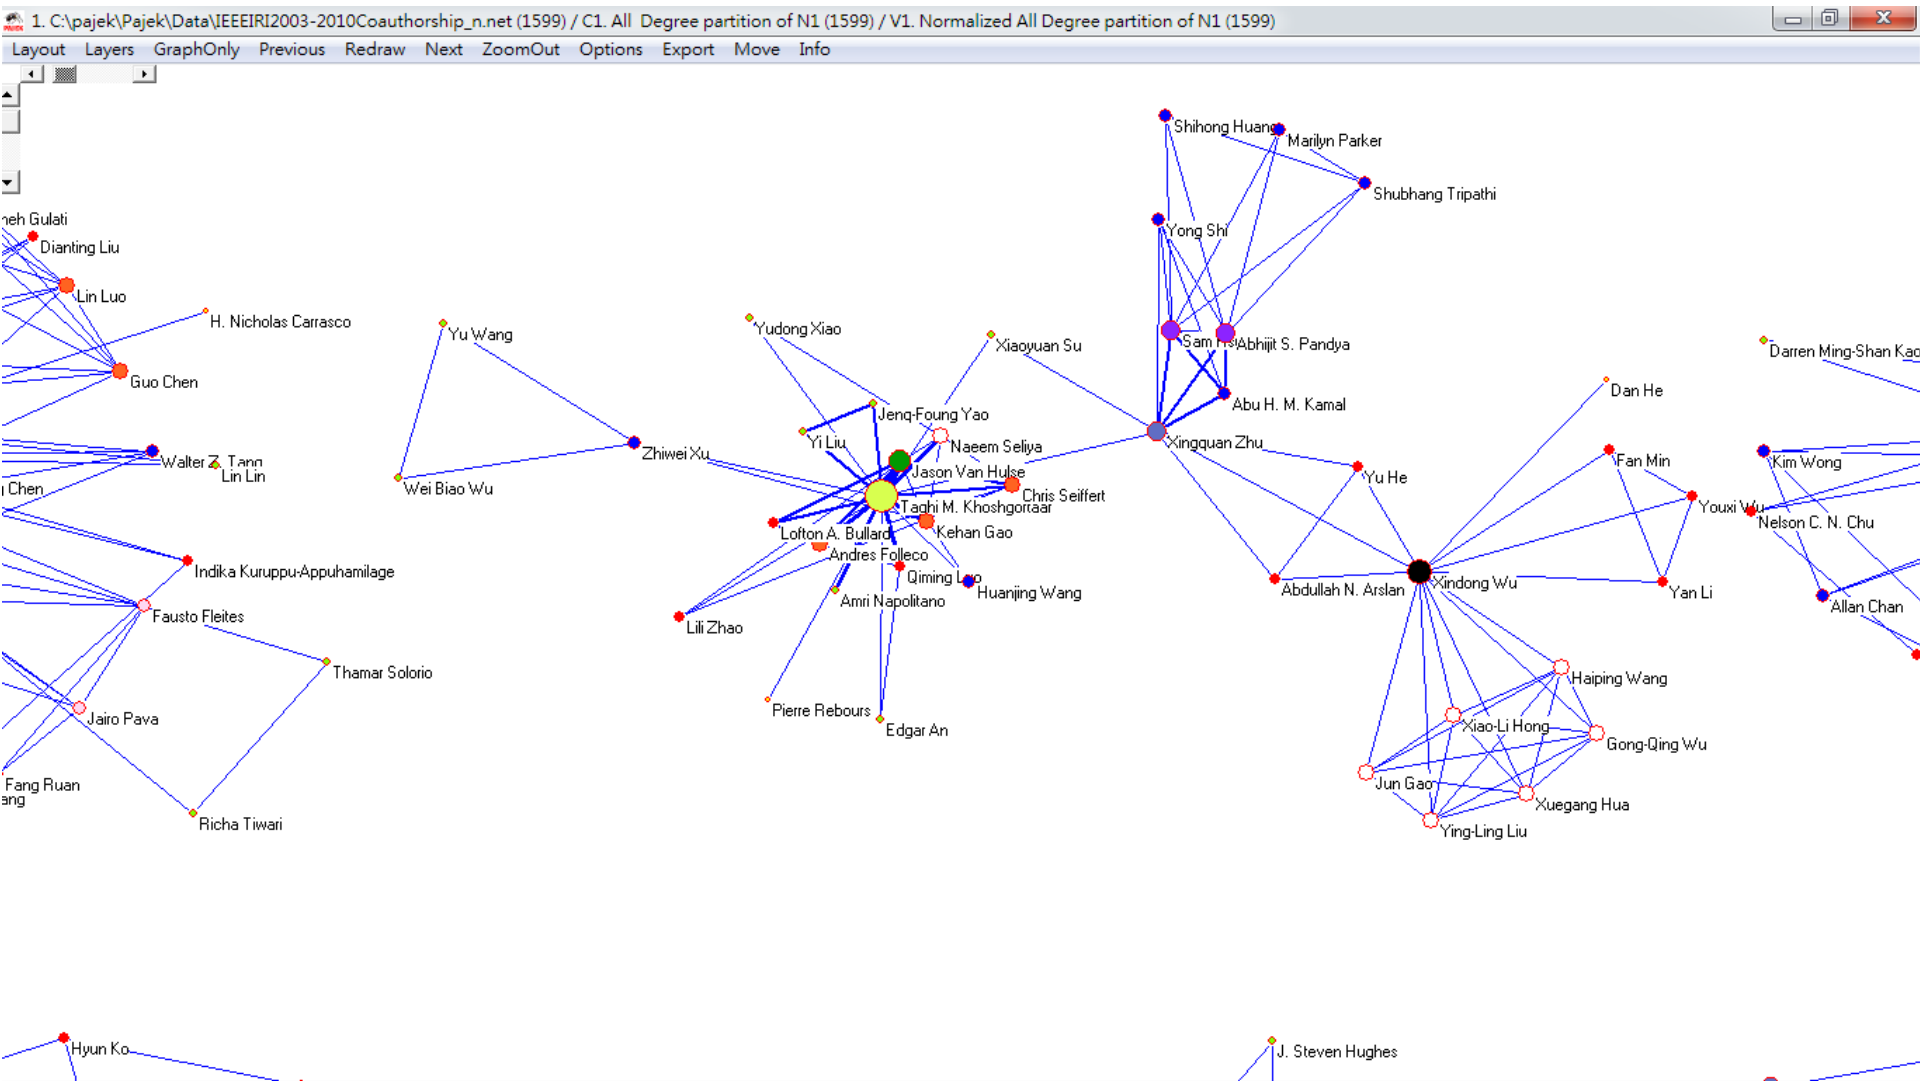 1. C:\pajek\Pajek\Data\IEEEIRI2003-2010Coauthorship_n.net (1599) / C1. All Degree partition of N1 (1599) / V1. Normalized All Degree partition of N1 (1599)
Layout Layers GraphOnly Previous Redraw Next ZoomOut Options Export Move Info
Shihong Huang
Marilyn Parker
Shubhang Tripathi
neh Gulati
Yong Shi
Dianting Liu
Lin Luo
H. Nicholas Carrasco
Yu Wang
Yudong Xiao
Xiaoyuan Su
Sam
Abhijit S. Pandya
Darren Ming-Shan Kao
Guo Chen
Dan He
Abu H. M. Kamal
Jenq-Foung Yao
Yi Liu
Naeem Seliya
Xingquan Zhu
Zhiwei Xu
Walter Z. Tang
Lin Lin
Jason Van Hulse
Fan Min
Kim Wong
Yu He
Chen
Wei Biao Wu
Chris Seiffert
Taghi M. Khoshgoftaar
Youxi Wu
Nelson C. N. Chu
Lofton A. Bullard
Kehan Gao
Andres Folleco
Indika Kuruppu-Appuhamilage
Qiming Luo
Xindong Wu
Abdullah N. Arslan
Huanjing Wang
Yan Li
Amri Napolitano
Allan Chan
Fausto Fleites
Lili Zhao
Thamar Solorio
Haiping Wang
Jairo Pava
Pierre Rebours
Edgar An
Xiao-Li Hong
Gong-Qing Wu
Fang Ruan
ang
Jun Gao
Xuegang Hua
Richa Tiwari
Ying-Ling Liu
Hyun Ko
J. Steven Hughes